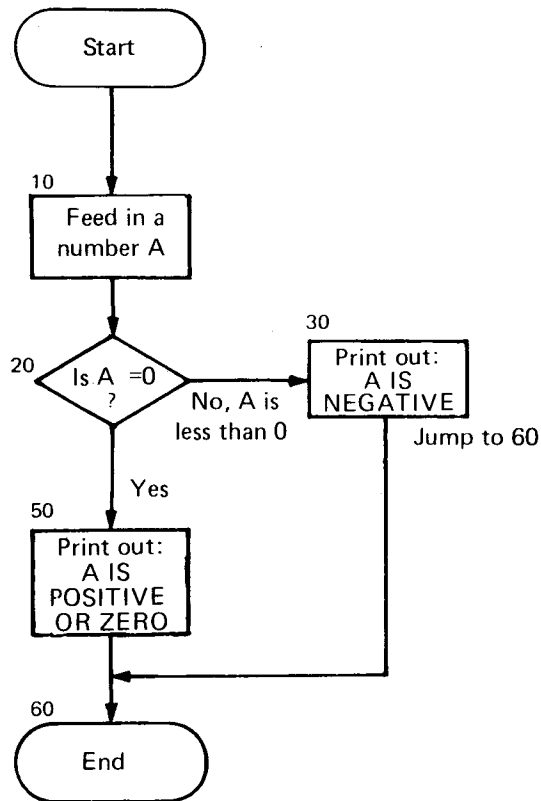 Start
10
Feed in a
number A
20
Is A =0
?
No, A is
less than 0
30
Print out:
A IS
NEGATIVE
Jump to 60
Yes
50
Print out:
A IS
POSITIVE
OR ZERO
60
End